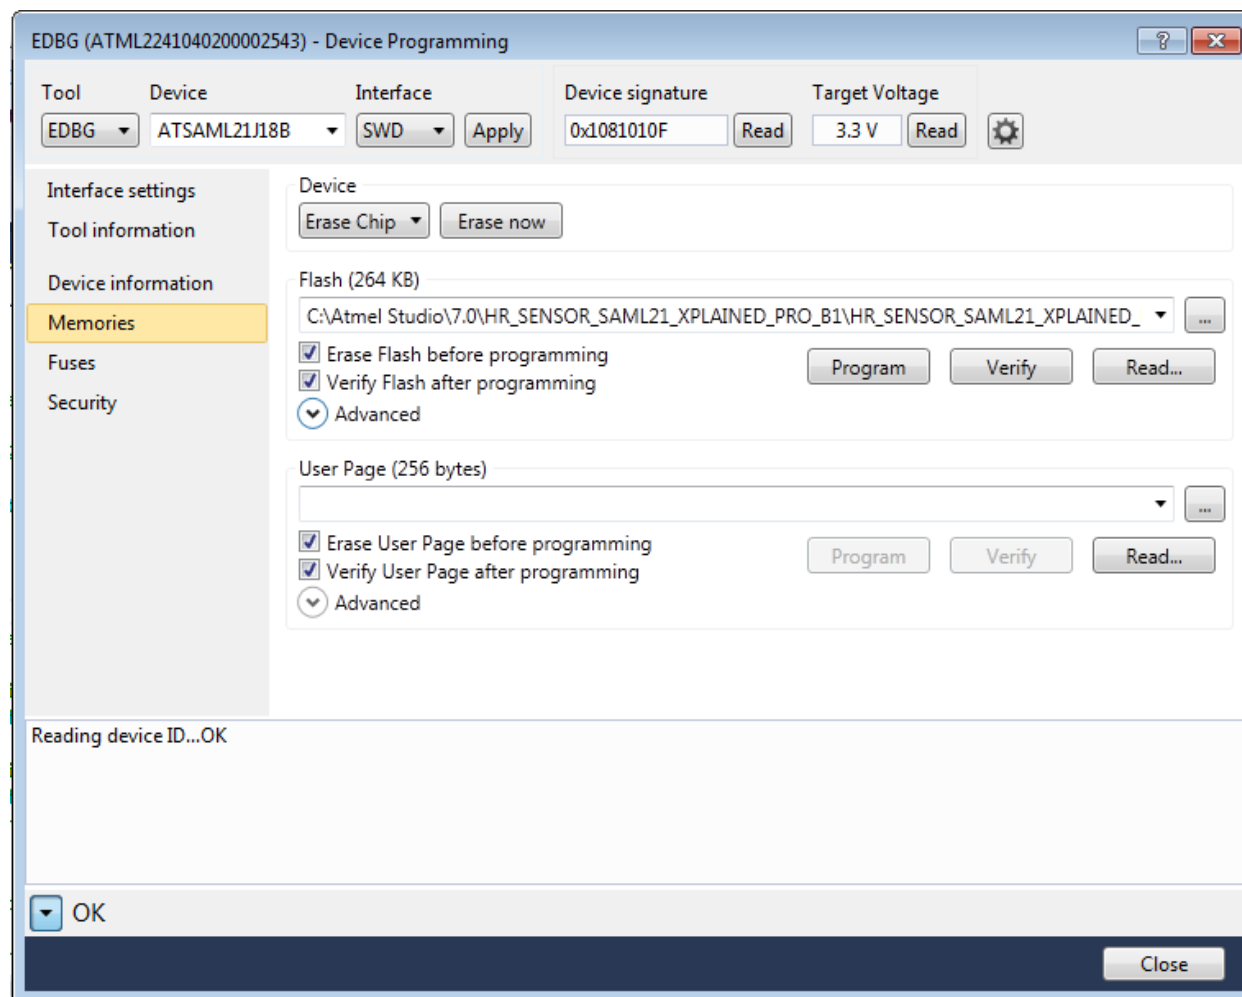 EDBG (ATML2241040200002543) - Device Programming
?
Tool Device Interface Device signature Target Voltage
EDBG ATSAML21J18B SWD Apply 0x1081010F Read 3.3 V Read
Interface settings
Tool information
Device information
Memories
Fuses
Security
Device
Erase Chip Erase now
Flash (264 KB)
C:\Atmel Studio\7.0\HR_SENSOR_SAML21_XPLAINED_PRO_B1\HR_SENSOR_SAML21_XPLAINED_ ...
Erase Flash before programming
Verify Flash after programming
Program Verify Read...
Advanced
User Page (256 bytes)
...
Erase User Page before programming
Verify User Page after programming
Program Verify Read...
Advanced
Reading device ID...OK
OK
Close